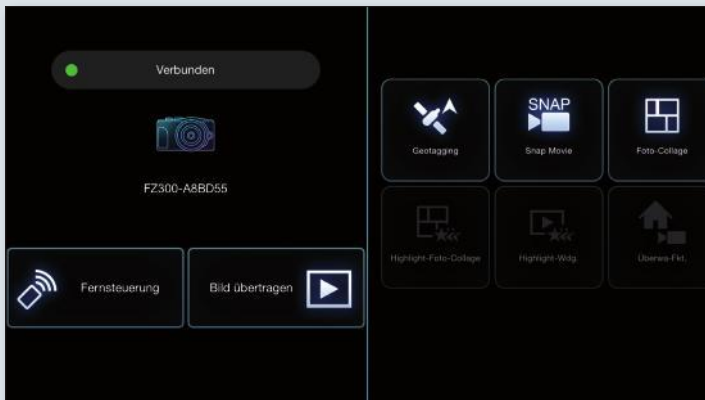 Verbunden
FZ300-A8BD55
Fernsteuerung
Bild übertragen
SNAP
Geotagging
Snap Movie
Foto-Collage
Highlight-Foto-Collage
Highlight-Wdg.
Überwa-Fkt.